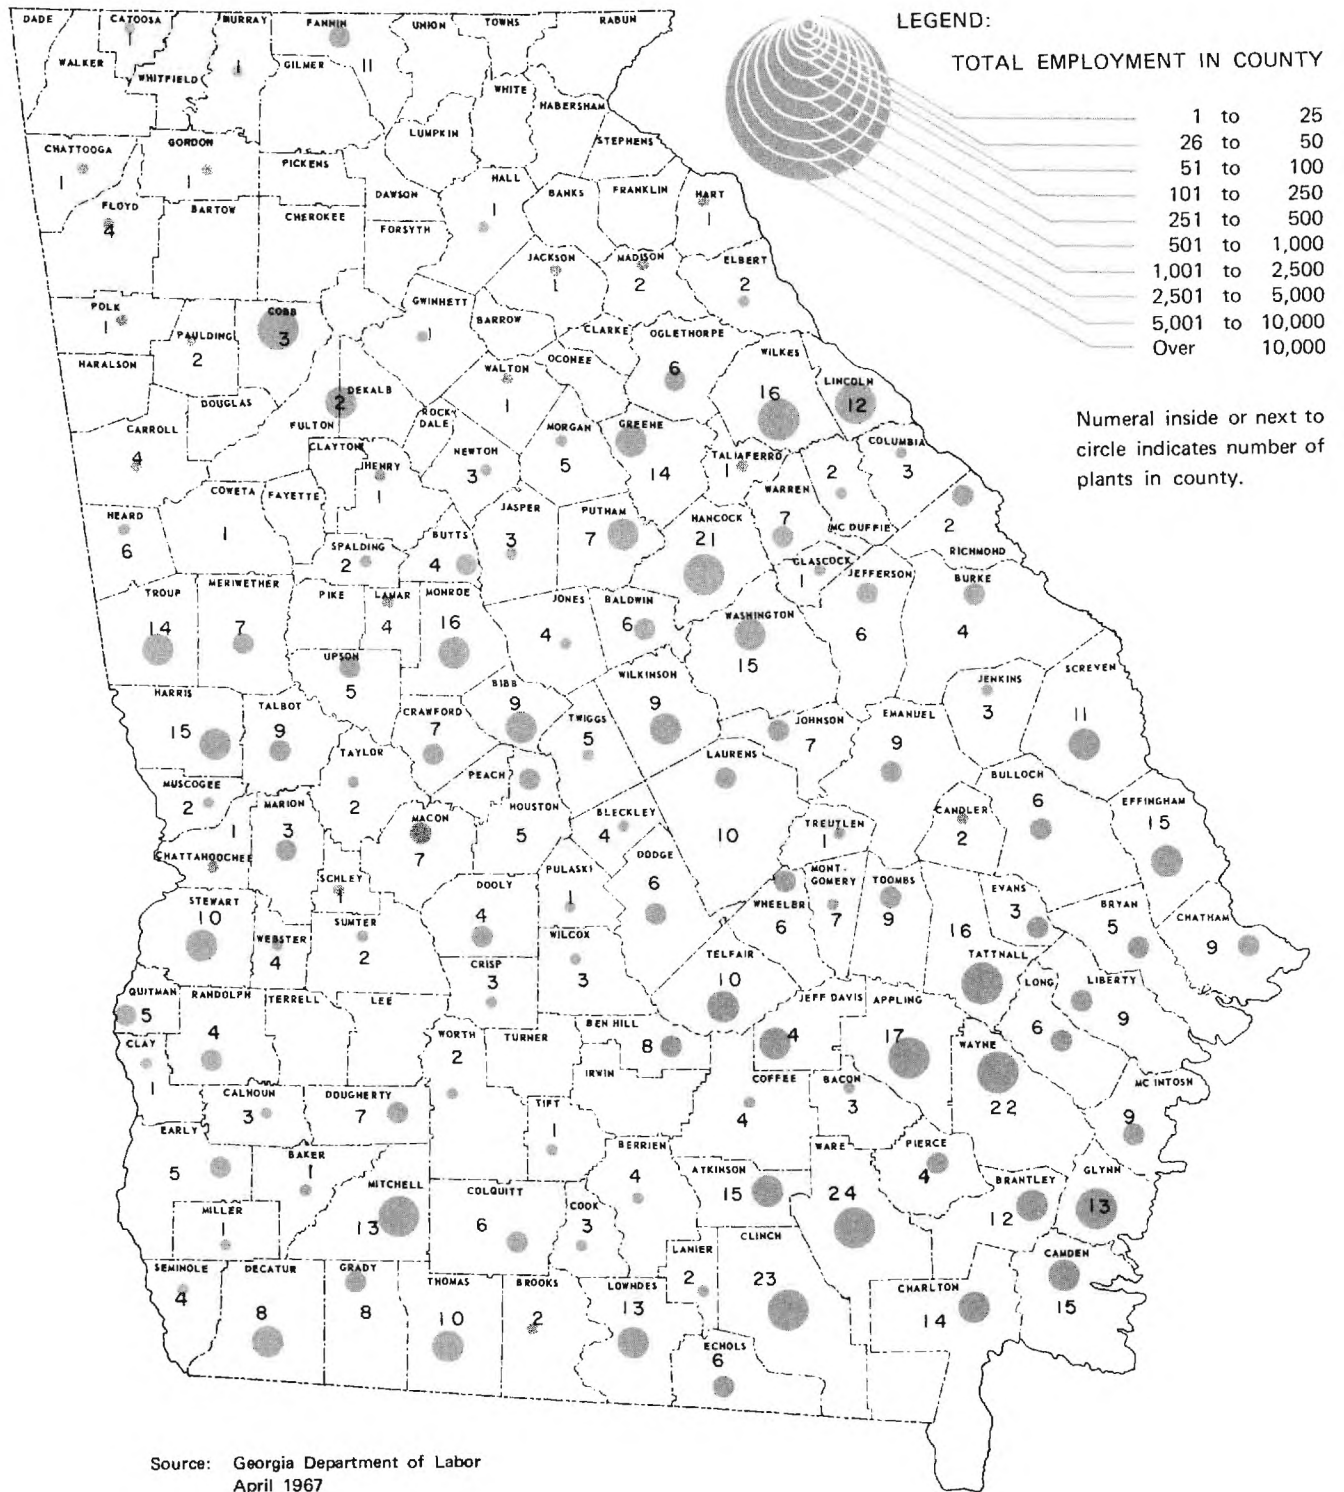 LEGEND:
TOTAL EMPLOYMENT IN COUNTY
1 to 25
26 to 50
51 to 100
101 to 250
251 to 500
501 to 1,000
1,001 to 2,500
2,501 to 5,000
5,001 to 10,000
Over 10,000
Numeral inside or next to
circle indicates number of
plants in county.
DADE
CATOOSA
1
MURRAY
1
FANNIN
11
UNION
TOWNS
RABUN
WALKER
WHITFIELD
GILMER
WHITE
HABERSHAM
LUMPKIN
STEPHENS
CHATTOOGA
1
GORDON
1
PICKENS
DAWSON
HALL
1
BANKS
FRANKLIN
HART
1
FLOYD
4
BARTOW
CHEROKEE
FORSYTH
JACKSON
1
MADISON
2
ELBERT
2
POLK
1
PAULDING
2
COBB
3
GWINNETT
1
BARROW
CLARKE
OGLETHORPE
6
WILKES
16
LINCOLN
12
HARALSON
DOUGLAS
DEKALB
2
FULTON
WALTON
1
OCONEE
ROCK-
DALE
CARROLL
4
CLAYTON
HENRY
1
NEWTOH
3
MORGAN
5
GREEHE
14
TALIAFERRO
1
WARREN
7
2
MC DUFFIE
COLUMBIA
3
2
RICHMOND
HEARD
6
COWETA
1
FAYETTE
SPALDING
2
BUTTS
4
JASPER
3
PUTHAM
7
HANCOCK
21
GLASCOCK
1
JEFFERSON
6
BURKE
4
TROUP
14
MERIWETHER
7
PIKE
LAMAR
4
MONROE
16
JONES
4
BALDWIN
6
WASHINGTON
15
JENKINS
3
SCREVEN
11
UPSON
5
HARRIS
15
TALBOT
9
CRAWFORD
7
BIBB
9
TWIGGS
5
WILKINSON
9
JOHNSON
7
EMANUEL
9
TAYLOR
2
PEACH
HOUSTON
5
LAURENS
10
BULLOCH
6
EFFINGHAM
15
MUSCOGEE
2
MARION
3
MACON
7
BLECKLEY
4
TREUTLEN
1
CANDLER
2
1
CHATTAHOOCHEE
SCHLEY
1
DOOLY
4
PULASKI
1
DODGE
6
WHEELER
6
MONT-
GOMERY
7
TOOMBS
9
EVANS
3
BRYAN
5
CHATHAM
9
STEWART
10
WEBSTER
4
SUMTER
2
CRISP
3
WILCOX
3
TELFAIR
10
16
TATTNALL
LONG
6
LIBERTY
9
QUITMAN
5
RANDOLPH
4
TERRELL
LEE
WORTH
2
TURNER
BEN HILL
8
IRWIN
JEFF DAVIS
4
APPLING
17
WAYNE
22
CLAY
1
CALHOUN
3
DOUGHERTY
7
TIFT
1
COFFEE
4
BACON
3
MC INTOSH
9
EARLY
5
BAKER
1
MITCHELL
13
COLQUITT
6
BERRIEN
4
ATKINSON
15
WARE
24
PIERCE
4
BRANTLEY
12
GLYNN
13
MILLER
1
COOK
3
LANIER
2
CLINCH
23
CHARLTON
14
CAMDEN
15
SEMINOLE
4
DECATUR
8
GRADY
8
THOMAS
10
BROOKS
2
LOWHDES
13
ECHOLS
6
Source: Georgia Department of Labor
April 1967